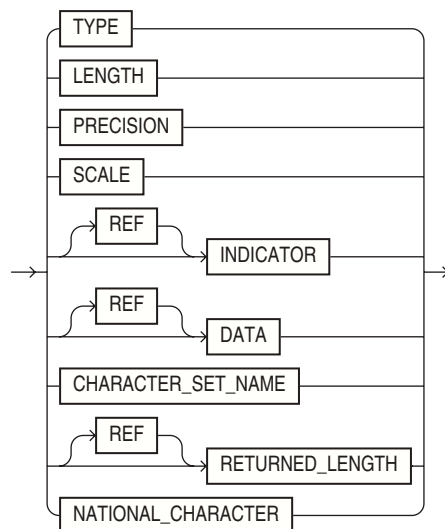 TYPE
LENGTH
PRECISION
SCALE
REF
INDICATOR
REF
DATA
CHARACTER_SET_NAME
REF
RETURNED_LENGTH
NATIONAL_CHARACTER